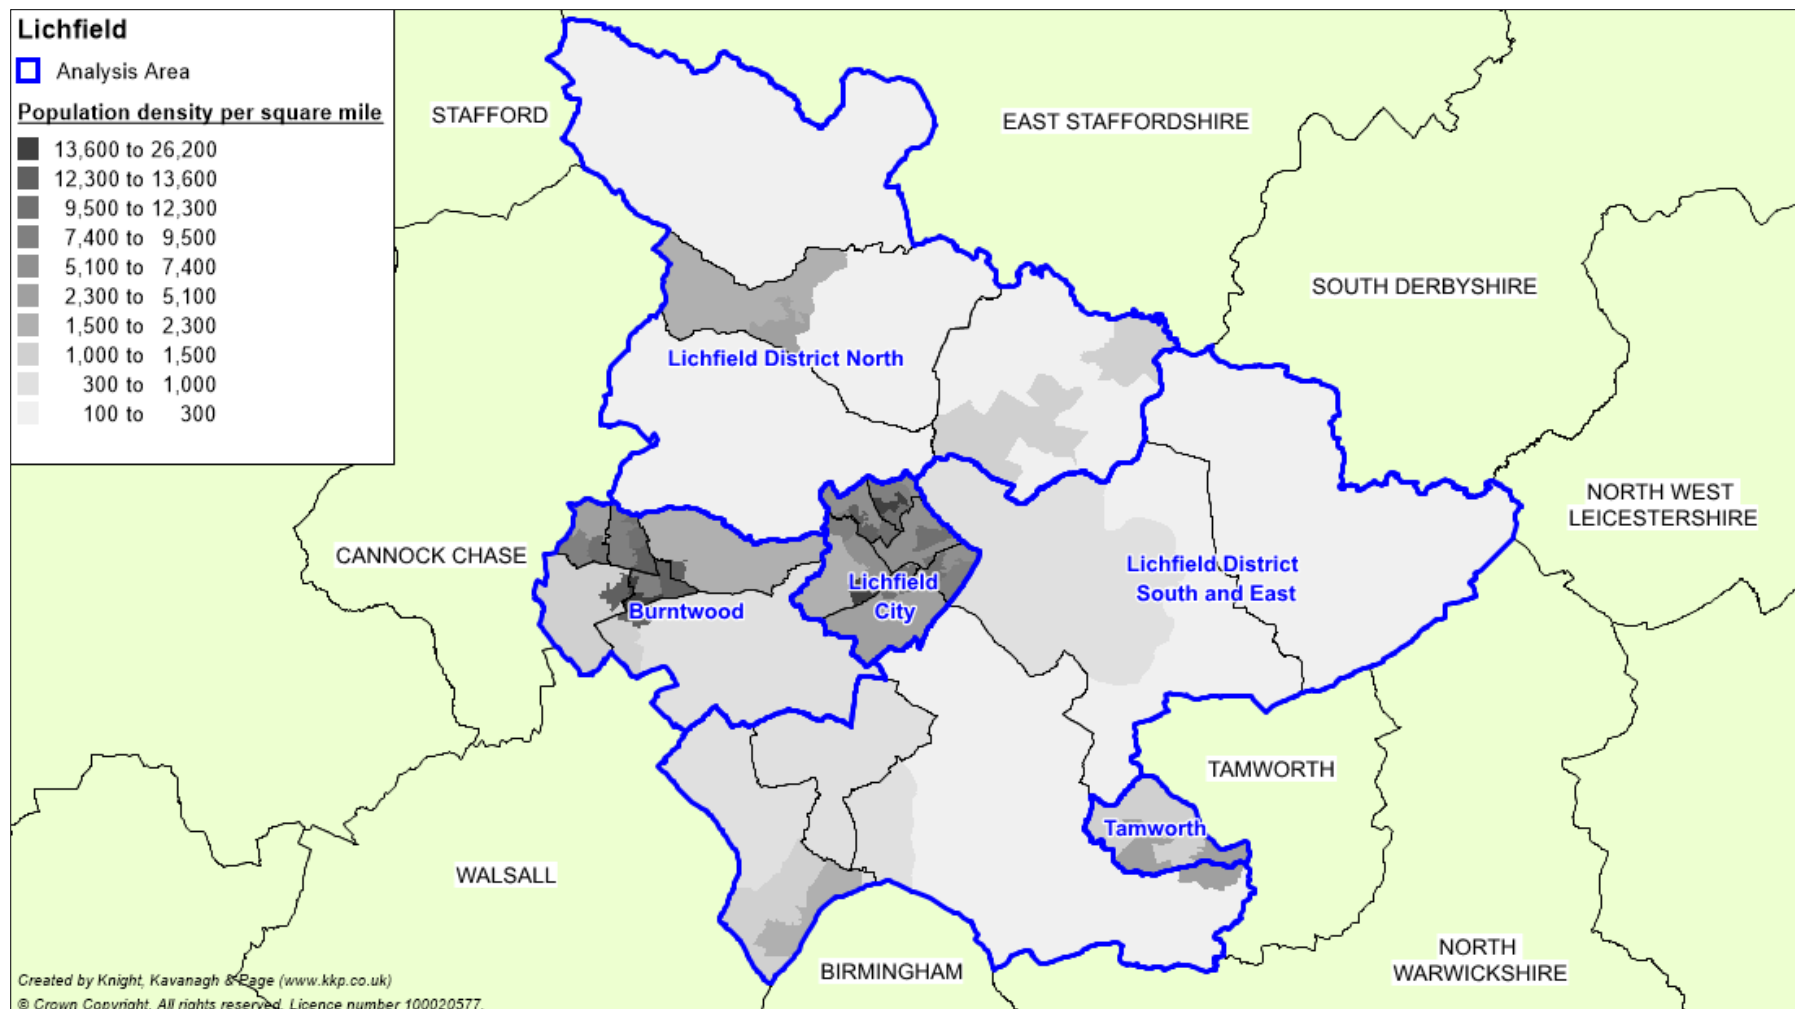 Lichfield
Analysis Area
Population density per square mile
13,600 to 26,200
12,300 to 13,600
9,500 to 12,300
7,400 to 9,500
5,100 to 7,400
2,300 to 5,100
1,500 to 2,300
1,000 to 1,500
300 to 1,000
100 to 300
STAFFORD
EAST STAFFORDSHIRE
SOUTH DERBYSHIRE
Lichfield District North
NORTH WEST
LEICESTERSHIRE
CANNOCK CHASE
Lichfield District
South and East
Lichfield
City
Burntwood
TAMWORTH
Tamworth
WALSALL
BIRMINGHAM
NORTH
WARWICKSHIRE
Created by Knight, Kavanagh & Page (www.kkp.co.uk)
© Crown Copyright. All rights reserved. Licence number 100020577.